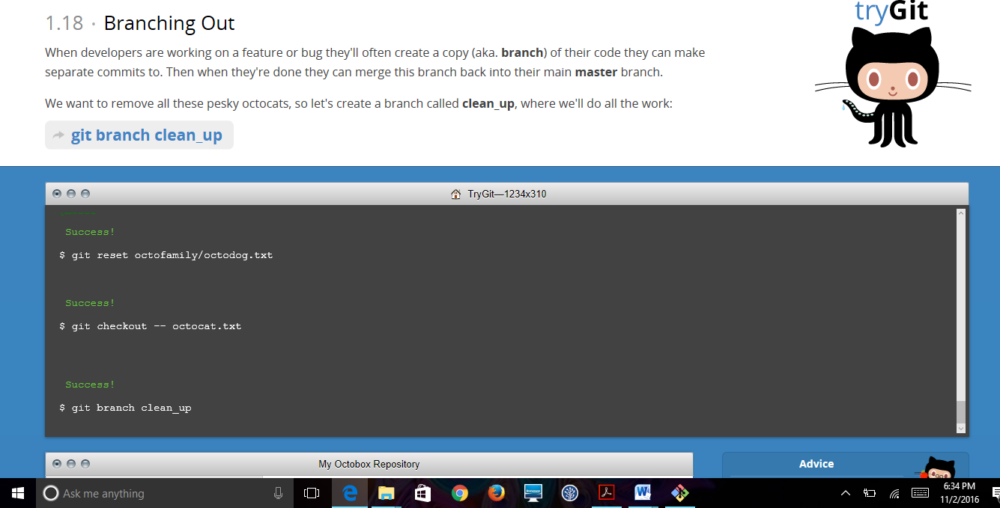 tryGit
1.18 · Branching Out
When developers are working on a feature or bug they'll often create a copy (aka. branch) of their code they can make
separate commits to. Then when they're done they can merge this branch back into their main master branch.
We want to remove all these pesky octocats, so let's create a branch called clean_up, where we'll do all the work:
git branch clean_up
TryGit—1234x310
Success!
$ git reset octofamily/octodog.txt
Success!
$ git checkout -- octocat.txt
Success!
$ git branch clean_up
My Octobox Repository
Advice
Ask me anything
6:34 PM
11/2/2016